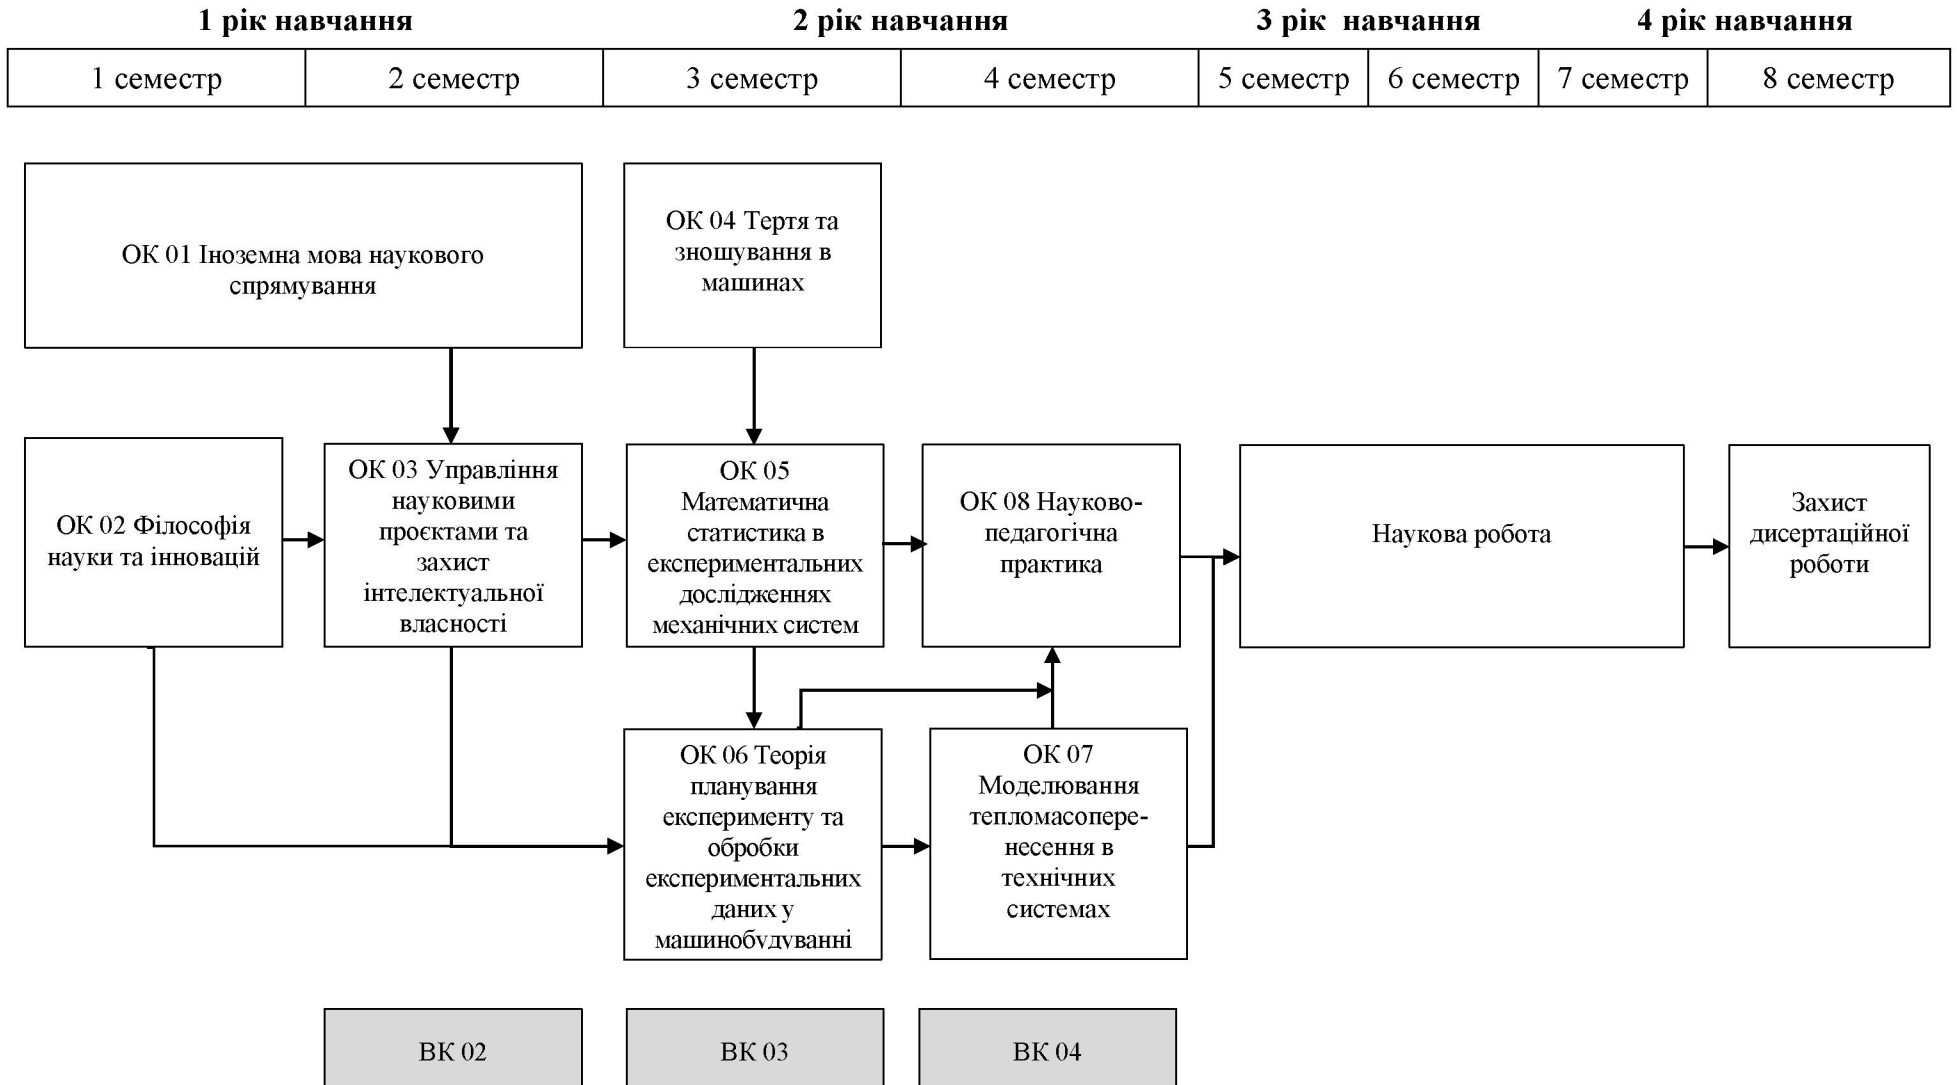 1 рік навчання 2 рік навчання 3 рік навчання 4 рік навчання
1 семестр 2 семестр 3 семестр 4 семестр 5 семестр 6 семестр 7 семестр 8 семестр
ОК 01 Іноземна мова наукового
спрямування
ОК 04 Тертя та
зношування в
машинах
ОК 02 Філософія
науки та інновацій
ОК 03 Управління
науковими
проєктами та
захист
інтелектуальної
власності
ОК 05
Математична
статистика в
експериментальних
дослідженнях
механічних систем
ОК 08 Науково-
педагогічна
практика
Наукова робота
Захист
дисертаційної
роботи
ОК 06 Теорія
планування
експерименту та
обробки
експериментальних
даних у
машинобудуванні
ОК 07
Моделювання
тепломасопере-
несення в
технічних
системах
ВК 02
ВК 03
ВК 04